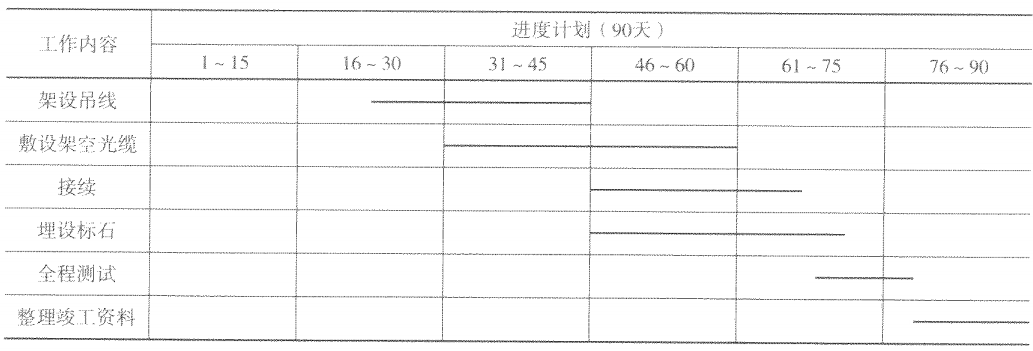 工作内容
进度计划（90天）
1~15 16~30 31~45 46~60 61~75 76~90
架设吊线
敷设架空光缆
接续
埋设标石
全程测试
整理竣工资料